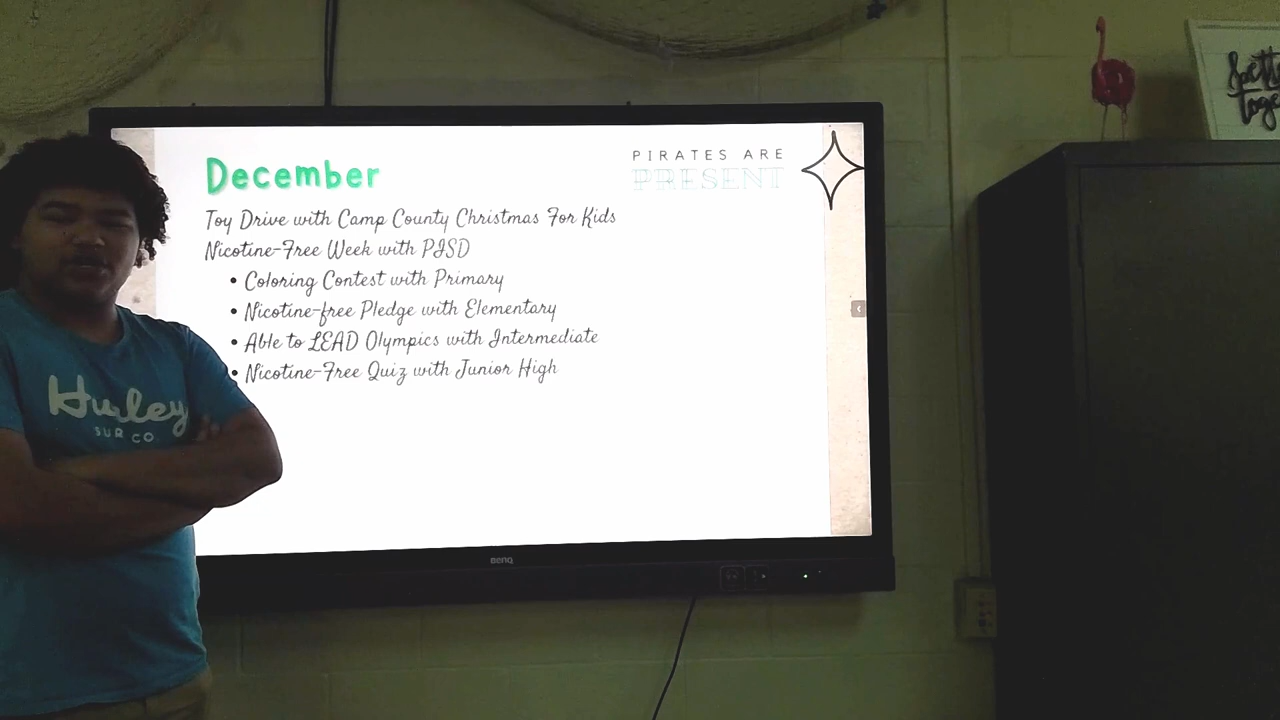 December
PIRATES ARE
PRESENT
Toy Drive with Camp County Christmas For Kids
Nicotine-Free Week with PISD
• Coloring Contest with Primary
• Nicotine-free Pledge with Elementary
• Able to LEAD Olympics with Intermediate
• Nicotine-Free Quiz with Junior High
Hurley
SUR CO
BenQ